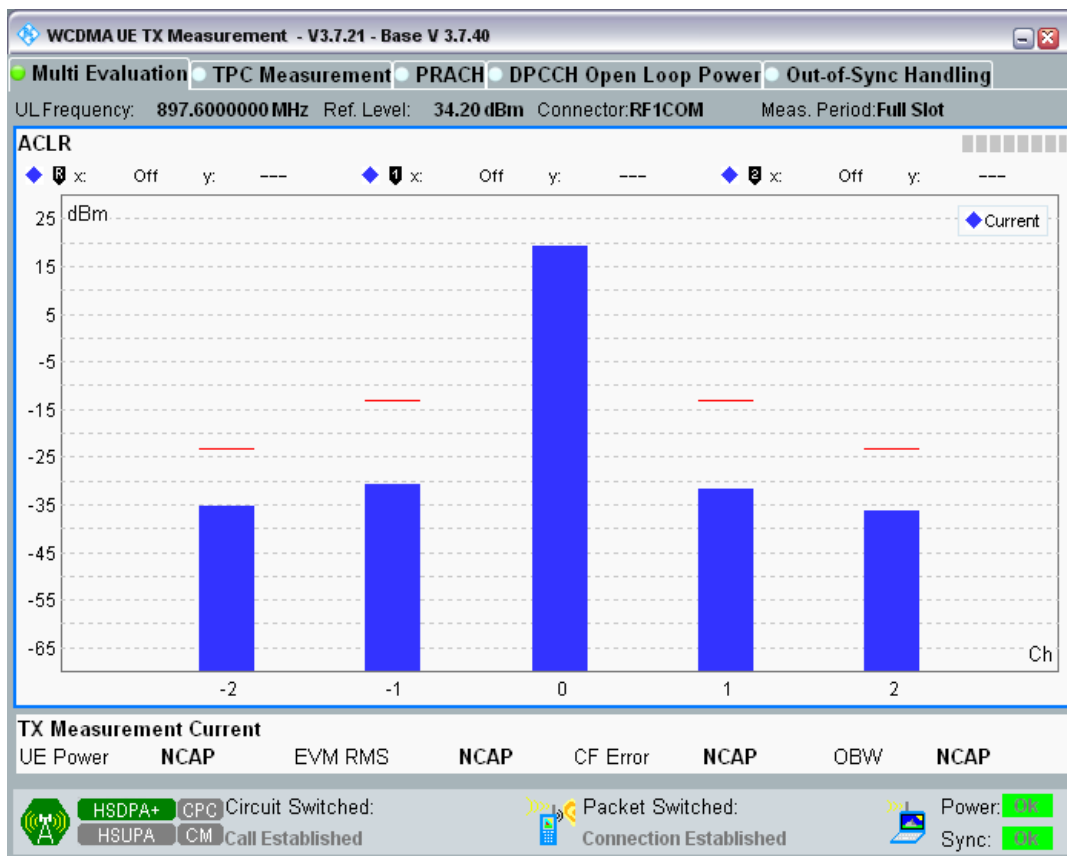 WCDMA UE TX Measurement - V3.7.21 - Base V 3.7.40
Multi Evaluation TPC Measurement PRACH DPCCH Open Loop Power Out-of-Sync Handling
UL Frequency: 897.6000000 MHz Ref. Level: 34.20 dBm Connector:RF1COM Meas. Period:Full Slot
ACLR
R x: Off y: --- 1 x: Off y: --- 2 x: Off y: ---
dBm
Current
25
15
5
-5
-15
-25
-35
-45
-55
-65
Ch
-2 -1 0 1 2
TX Measurement Current
UE Power NCAP EVM RMS NCAP CF Error NCAP OBW NCAP
HSDPA+ CPC Circuit Switched: Packet Switched: Power: Ok
HSUPA CM Call Established Connection Established Sync: Ok